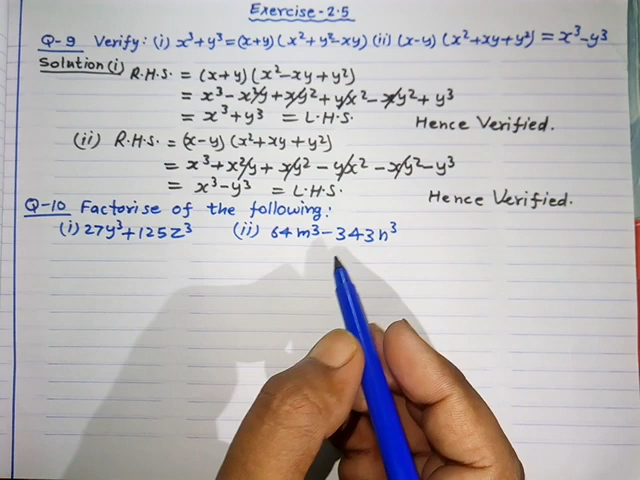 Exercise-2.5
Q-9 Verify: (i) x³+y³=(x+y)(x²+y²-xy) (ii) (x-y)(x²+xy+y²) = x³-y³
Solution(i) R.H.S. = (x+y)(x²-xy+y²)
= x³-x²y+xy²+yx²-xy²+y³
= x³+y³ = L.H.S. Hence Verified.
(ii) R.H.S. = (x-y)(x²+xy+y²)
= x³+x²y+xy²-yx²-xy²-y³
= x³-y³ = L.H.S. Hence Verified.
Q-10 Factorise of the following:
(i) 27y³+125z³ (ii) 64m³-343n³